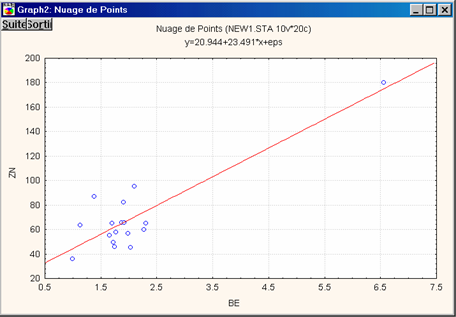 Graph2: Nuage de Points
Suite Sorti
Nuage de Points (NEW1.STA 10v*20c)
y=20.944+23.491*x+eps
ZN
200
180
160
140
120
100
80
60
40
20
0.5 1.5 2.5 3.5 4.5 5.5 6.5 7.5
BE